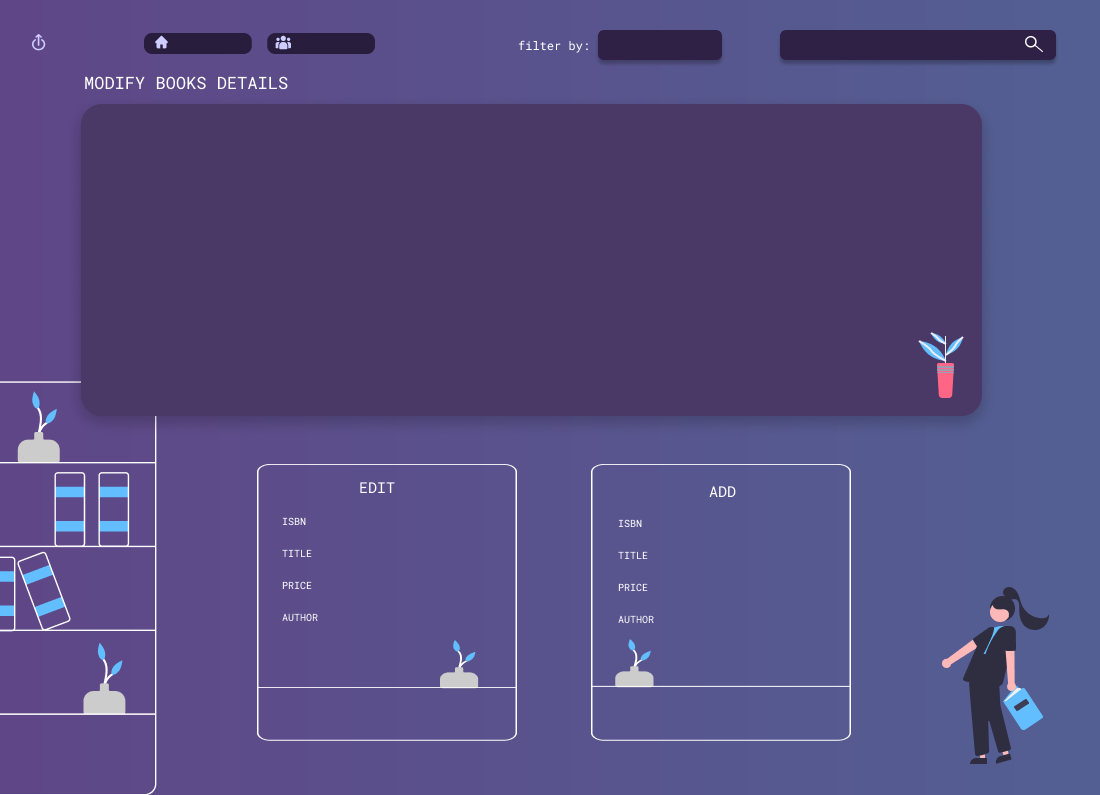 filter by:
MODIFY BOOKS DETAILS
EDIT
ISBN
TITLE
PRICE
AUTHOR
ADD
ISBN
TITLE
PRICE
AUTHOR